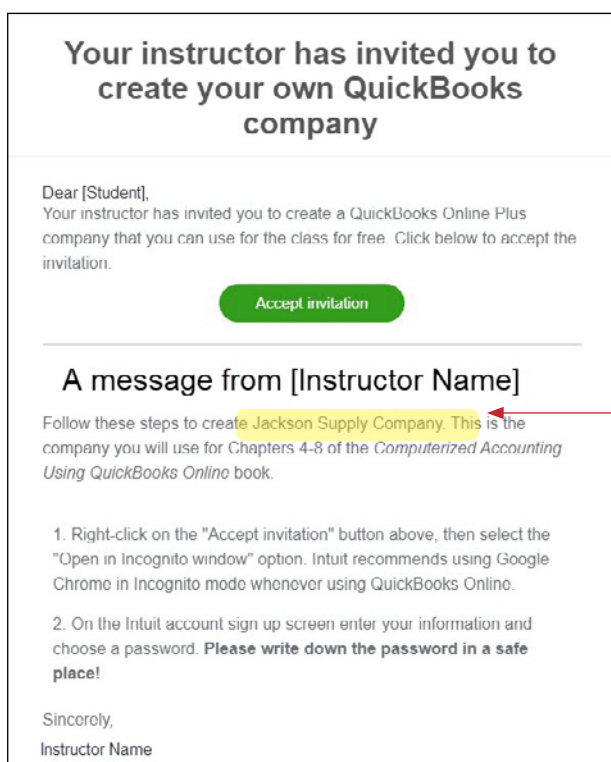 Your instructor has invited you to
create your own QuickBooks
company
Dear [Student],
Your instructor has invited you to create a QuickBooks Online Plus
company that you can use for the class for free. Click below to accept the
invitation.
Accept invitation
A message from [Instructor Name]
Follow these steps to create Jackson Supply Company. This is the
company you will use for Chapters 4-8 of the Computerized Accounting
Using QuickBooks Online book.
1. Right-click on the "Accept invitation" button above, then select the
"Open in Incognito window" option. Intuit recommends using Google
Chrome in Incognito mode whenever using QuickBooks Online.
2. On the Intuit account sign up screen enter your information and
choose a password. Please write down the password in a safe
place!
Sincerely,
Instructor Name